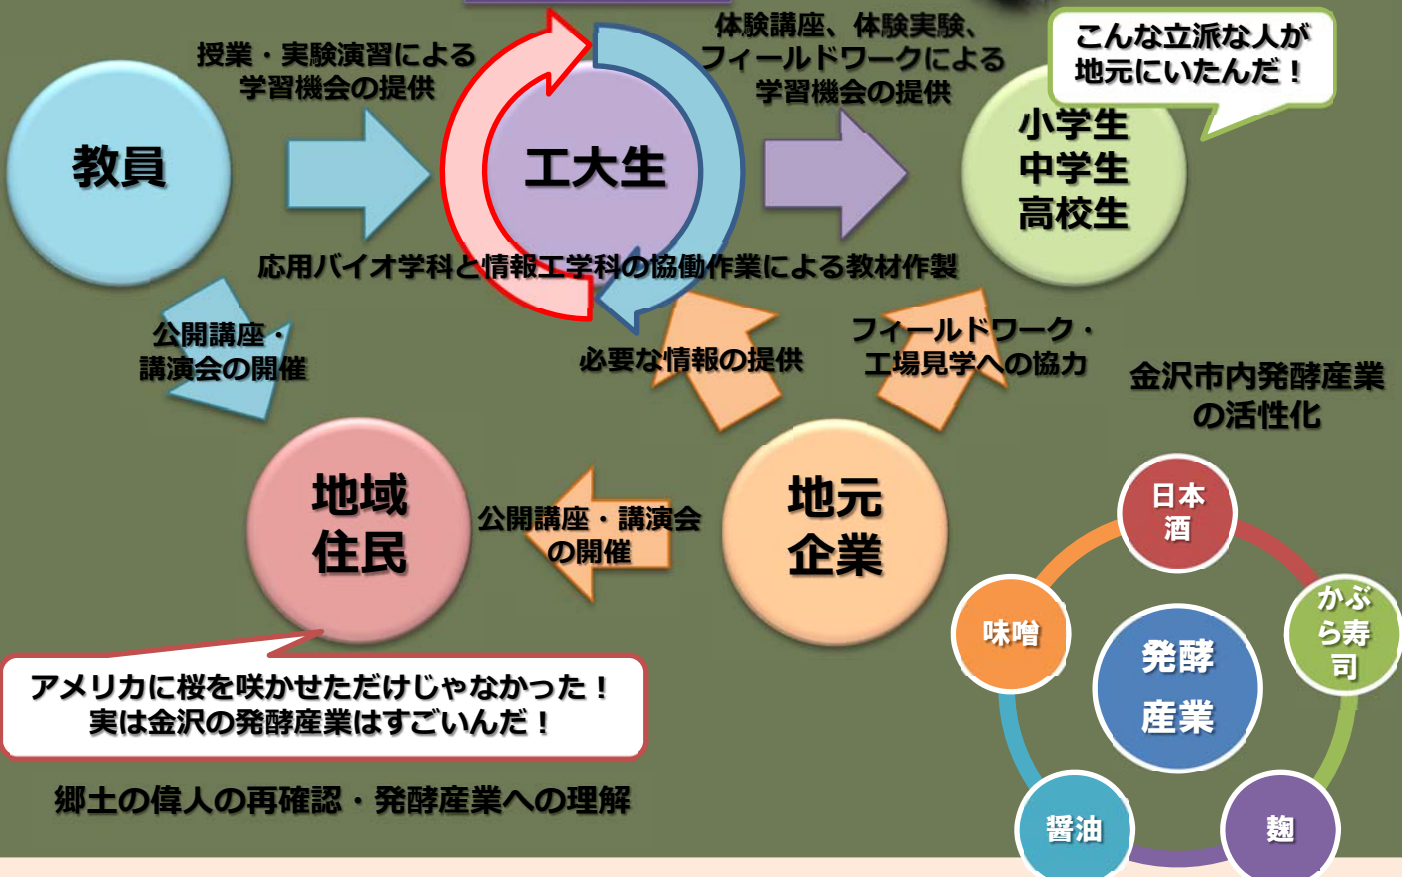 授業・実験演習による
学習機会の提供
体験講座、体験実験、
フィールドワークによる
学習機会の提供
こんな立派な人が
地元にいたんだ！
教員
工大生
小学生
中学生
高校生
応用バイオ学科と情報工学科の協働作業による教材作製
公開講座・
講演会の開催
必要な情報の提供
フィールドワーク・
工場見学への協力
金沢市内発酵産業
の活性化
地域
住民
公開講座・講演会
の開催
地元
企業
日本
酒
かぶ
ら寿
司
味噌
発酵
産業
醤油
麹
アメリカに桜を咲かせただけじゃなかった！
実は金沢の発酵産業はすごいんだ！
郷土の偉人の再確認・発酵産業への理解